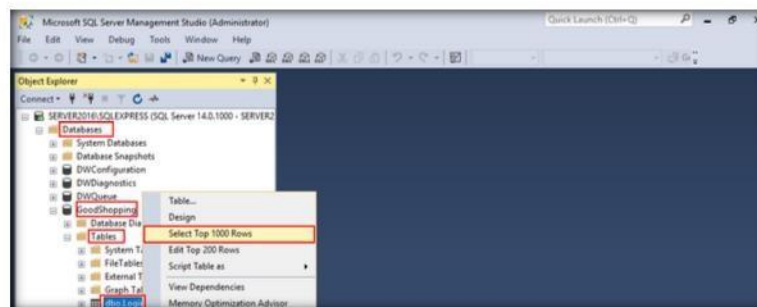 Microsoft SQL Server Management Studio (Administrator)
Quick Launch (Ctrl+Q)
File Edit View Debug Tools Window Help
New Query
Object Explorer
Connect
SERVER2016\SQLEXPRESS (SQL Server 14.0.1000 - SERVER2
Databases
System Databases
Database Snapshots
DWConfiguration
DWDiagnostics
DWQueue
GoodShopping
Database Dia
Tables
System Ta
FileTables
External T
Graph Tal
dbo.Login
Table...
Design
Select Top 1000 Rows
Edit Top 200 Rows
Script Table as
View Dependencies
Memory Optimization Advisor